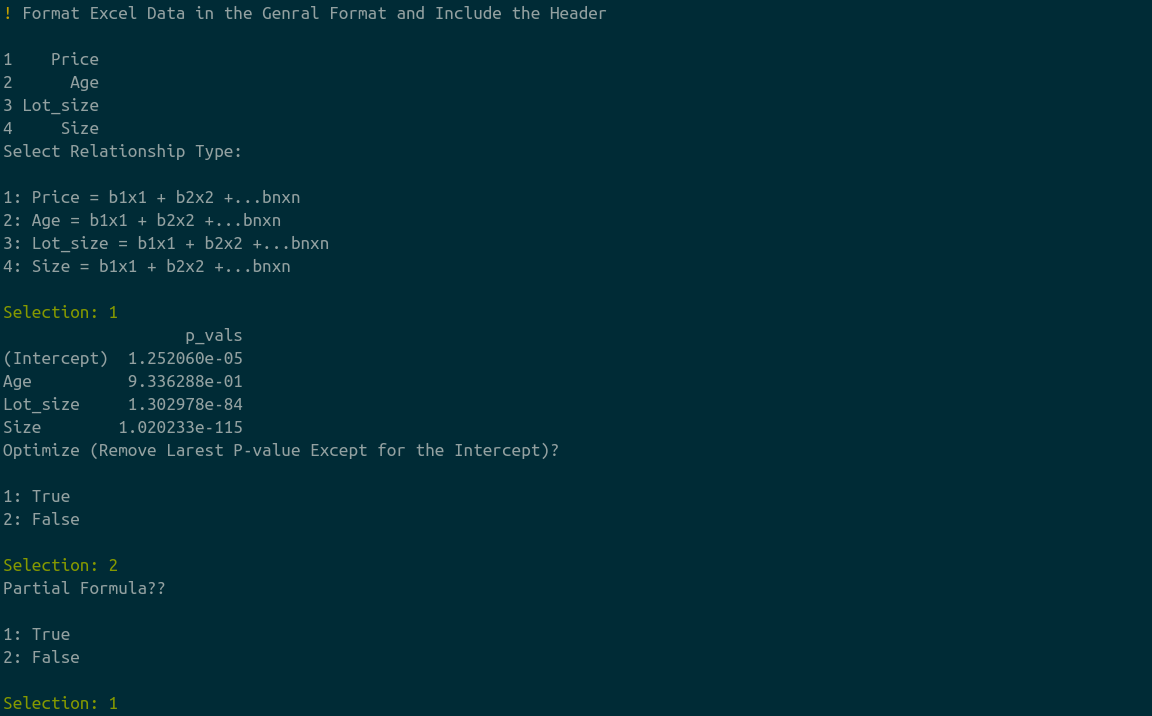 ! Format Excel Data in the Genral Format and Include the Header
1    Price
2      Age
3 Lot_size
4     Size
Select Relationship Type:
1: Price = b1x1 + b2x2 +...bnxn
2: Age = b1x1 + b2x2 +...bnxn
3: Lot_size = b1x1 + b2x2 +...bnxn
4: Size = b1x1 + b2x2 +...bnxn
Selection: 1
p_vals
(Intercept)  1.252060e-05
Age          9.336288e-01
Lot_size     1.302978e-84
Size        1.020233e-115
Optimize (Remove Larest P-value Except for the Intercept)?
1: True
2: False
Selection: 2
Partial Formula??
1: True
2: False
Selection: 1